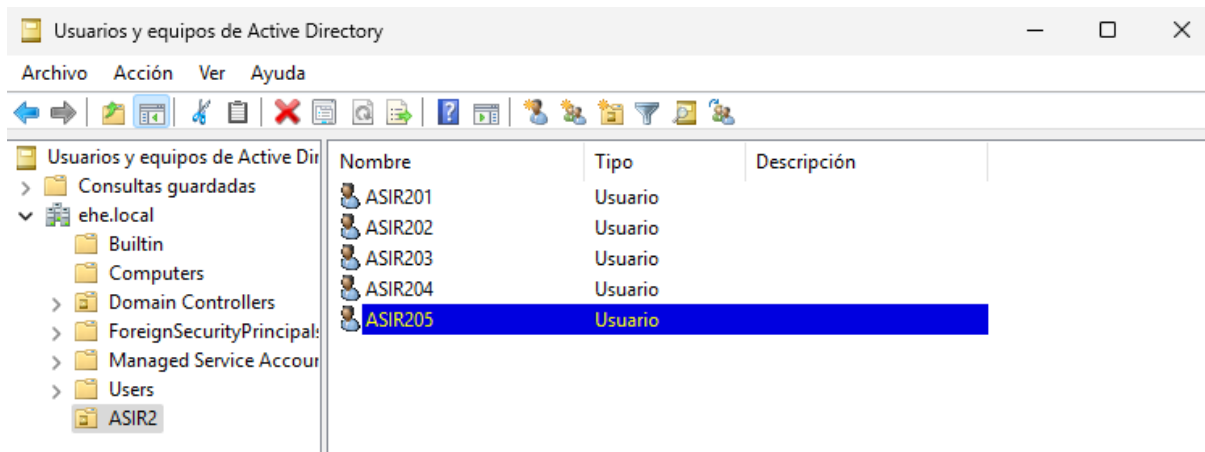 Usuarios y equipos de Active Directory
Archivo Acción Ver Ayuda
Usuarios y equipos de Active Dir
Consultas guardadas
ehe.local
Builtin
Computers
Domain Controllers
ForeignSecurityPrincipals
Managed Service Accour
Users
ASIR2
Nombre Tipo Descripción
ASIR201 Usuario
ASIR202 Usuario
ASIR203 Usuario
ASIR204 Usuario
ASIR205 Usuario